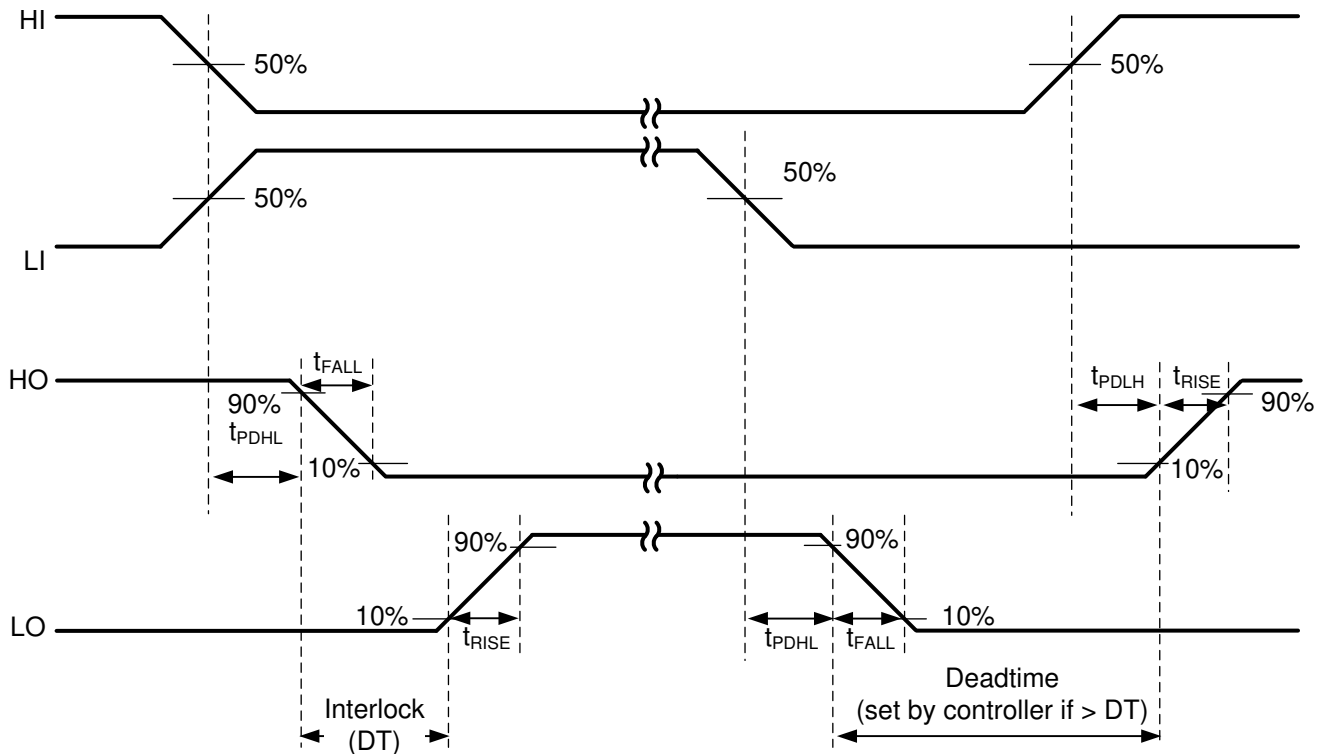 HI
50%
50%
50%
50%
LI
HO
tFALL
90%
tPDHL
10%
tPDLH
tRISE
90%
10%
90%
10%
LO
tRISE
90%
10%
tPDHL
tFALL
Interlock
(DT)
Deadtime
(set by controller if > DT)